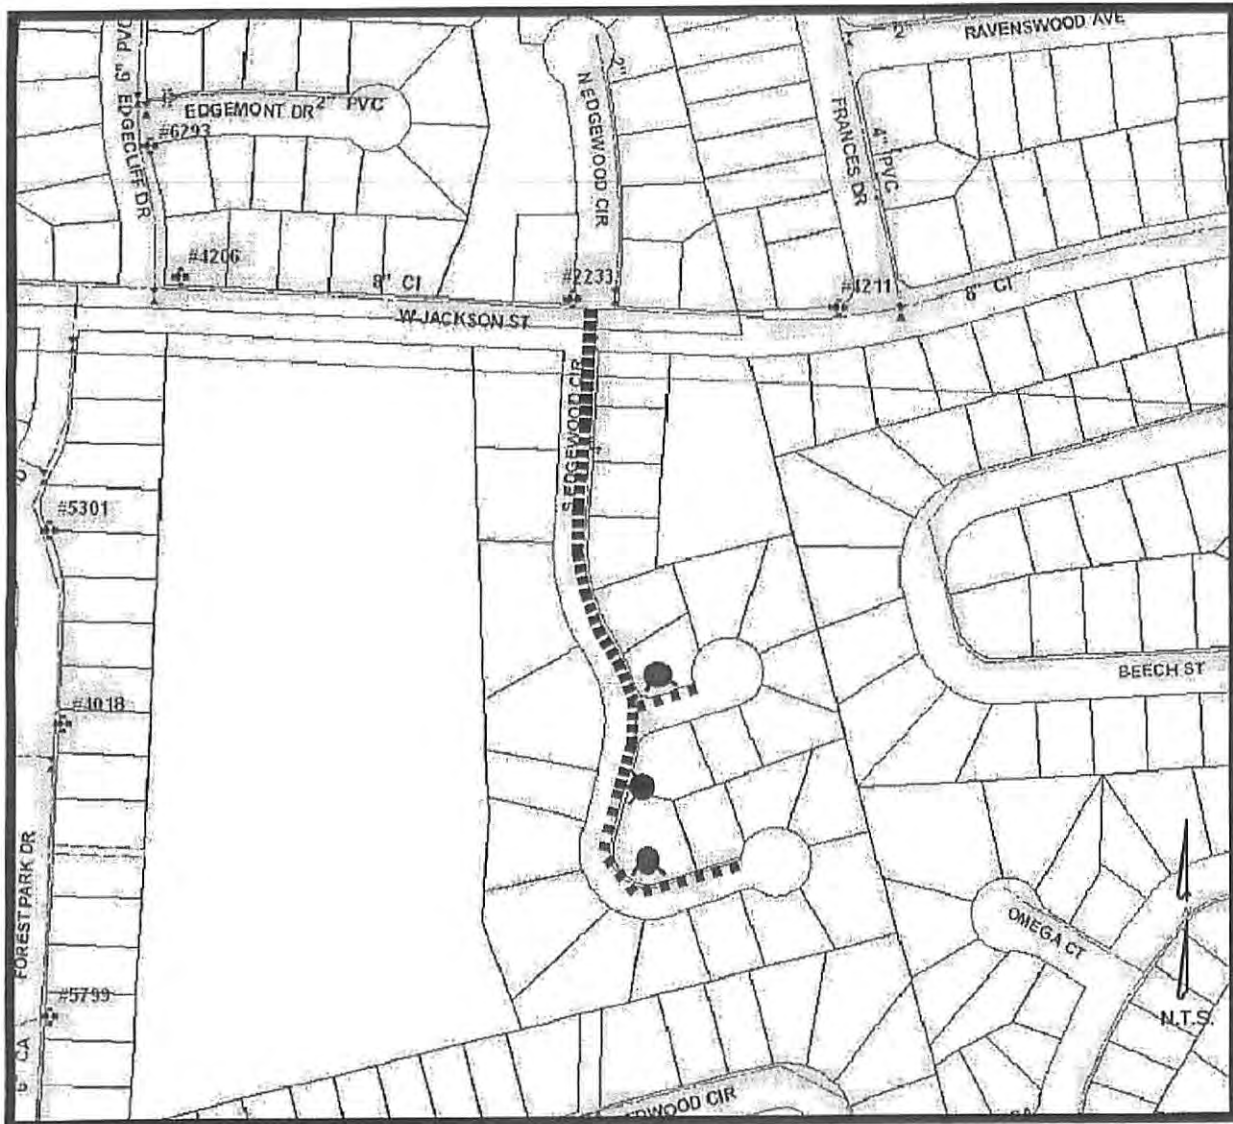 RAVENSWOOD AVE
2"
2"
6" PVC
EDGECLIFF DR
EDGEMONT DR
2" PVC
#6293
N EDGEWOOD CIR
FRANCES DR
4" PVC
#4206
8" CI
#2233
#4211
8" CI
W JACKSON ST
S EDGEWOOD CIR
#5301
BEECH ST
#4018
FOREST PARK DR
OMEGA CT
N
#5799
N.T.S.
6" CA